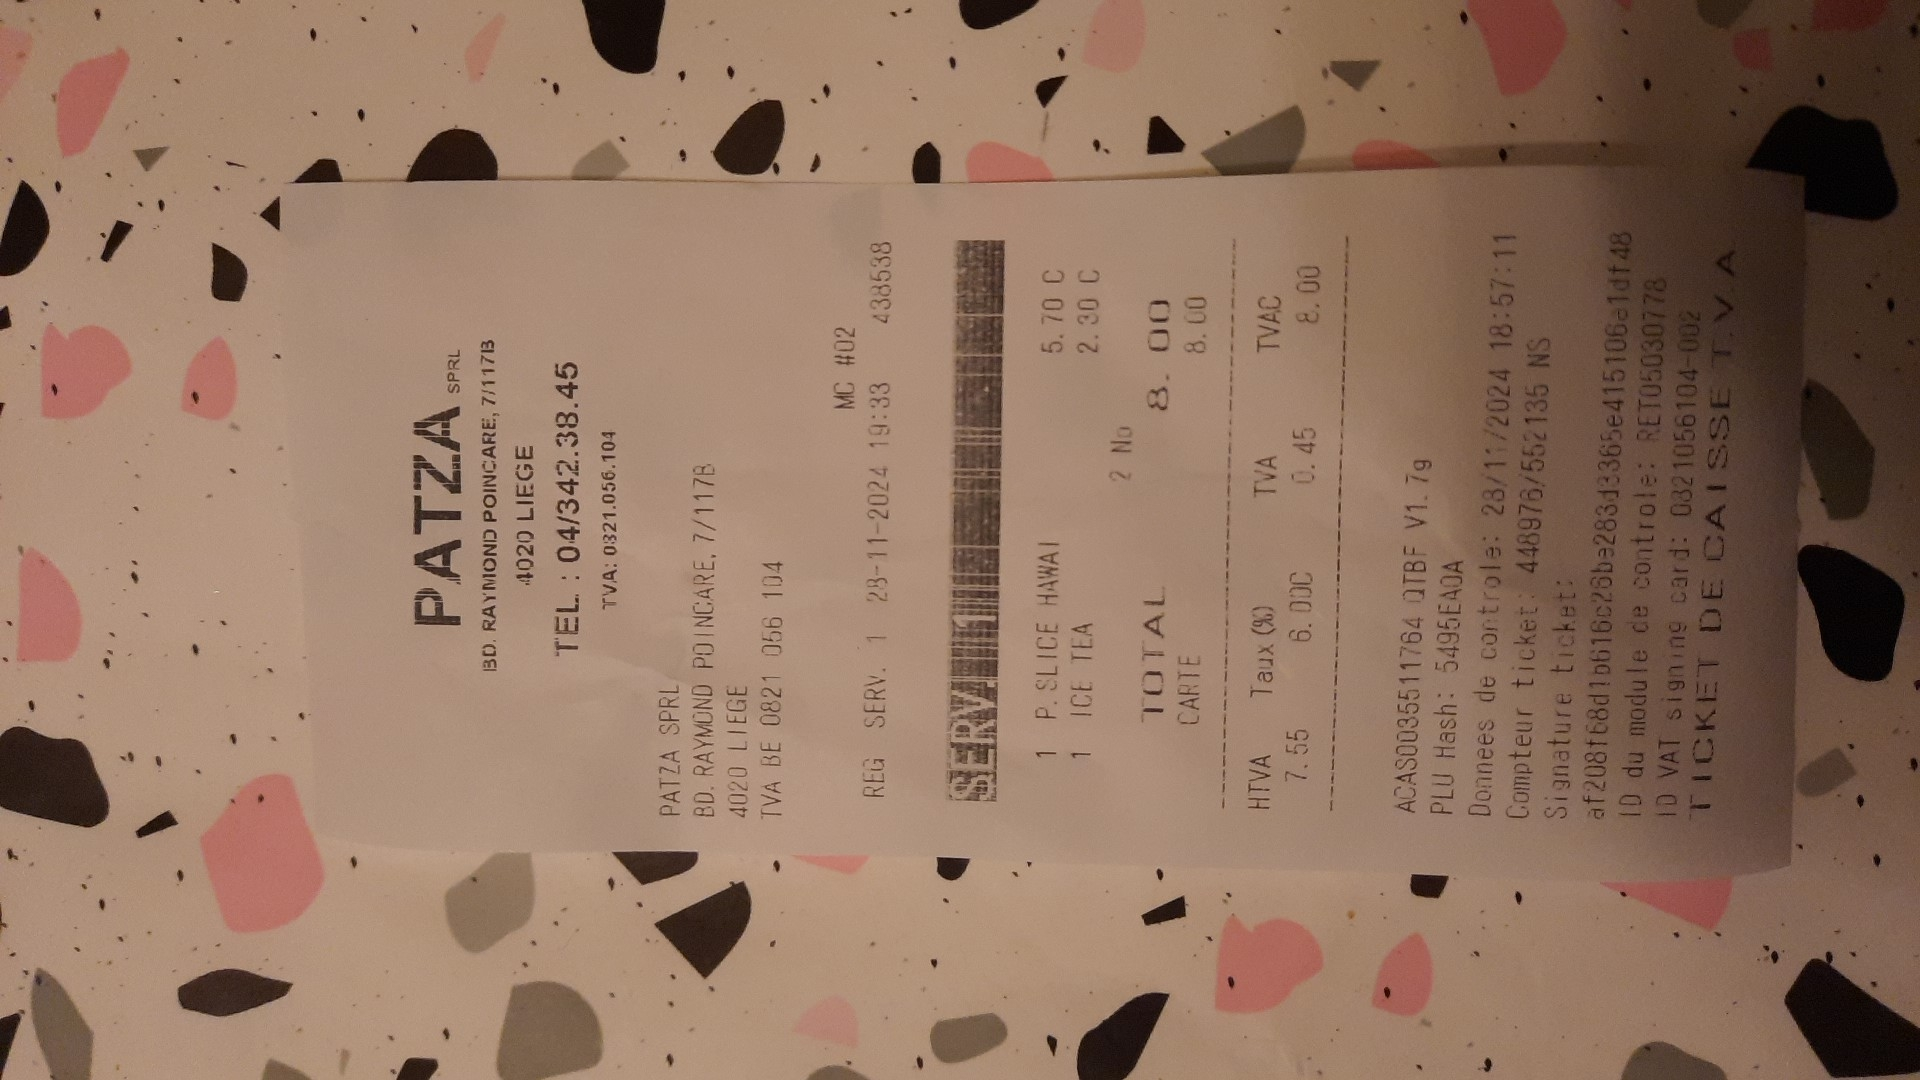 PATZA SPRL
BD. RAYMOND POINCARE, 7/117B
4020 LIEGE
TEL. : 04/342.38.45
TVA: 0821.056.104
PATZA SPRL
BD. RAYMOND POINCARE, 7/117B
4020 LIEGE
TVA BE 0821 056 104
MC #02
REG SERV. 1 28-11-2024 19:33 438538
SERV. 1
1 P.SLICE HAWAI 5.70 C
1 ICE TEA 2.30 C
2 No
TOTAL 8.00
CARTE 8.00
HTVA Taux (%) TVA TVAC
7.55 6.00C 0.45 8.00
ACAS0035511764 QTBF V1.7g
PLU Hash: 5495EA0A
Donnees de controle: 28/11/2024 18:57:11
Compteur ticket: 448976/552135 NS
Signature ticket:
af208f68d1b616c26ba283d3365e415106a1df48
ID du module de controle: RET05030778
ID VAT signing card: 0821056104-002
TICKET DE CAISSE T.V.A